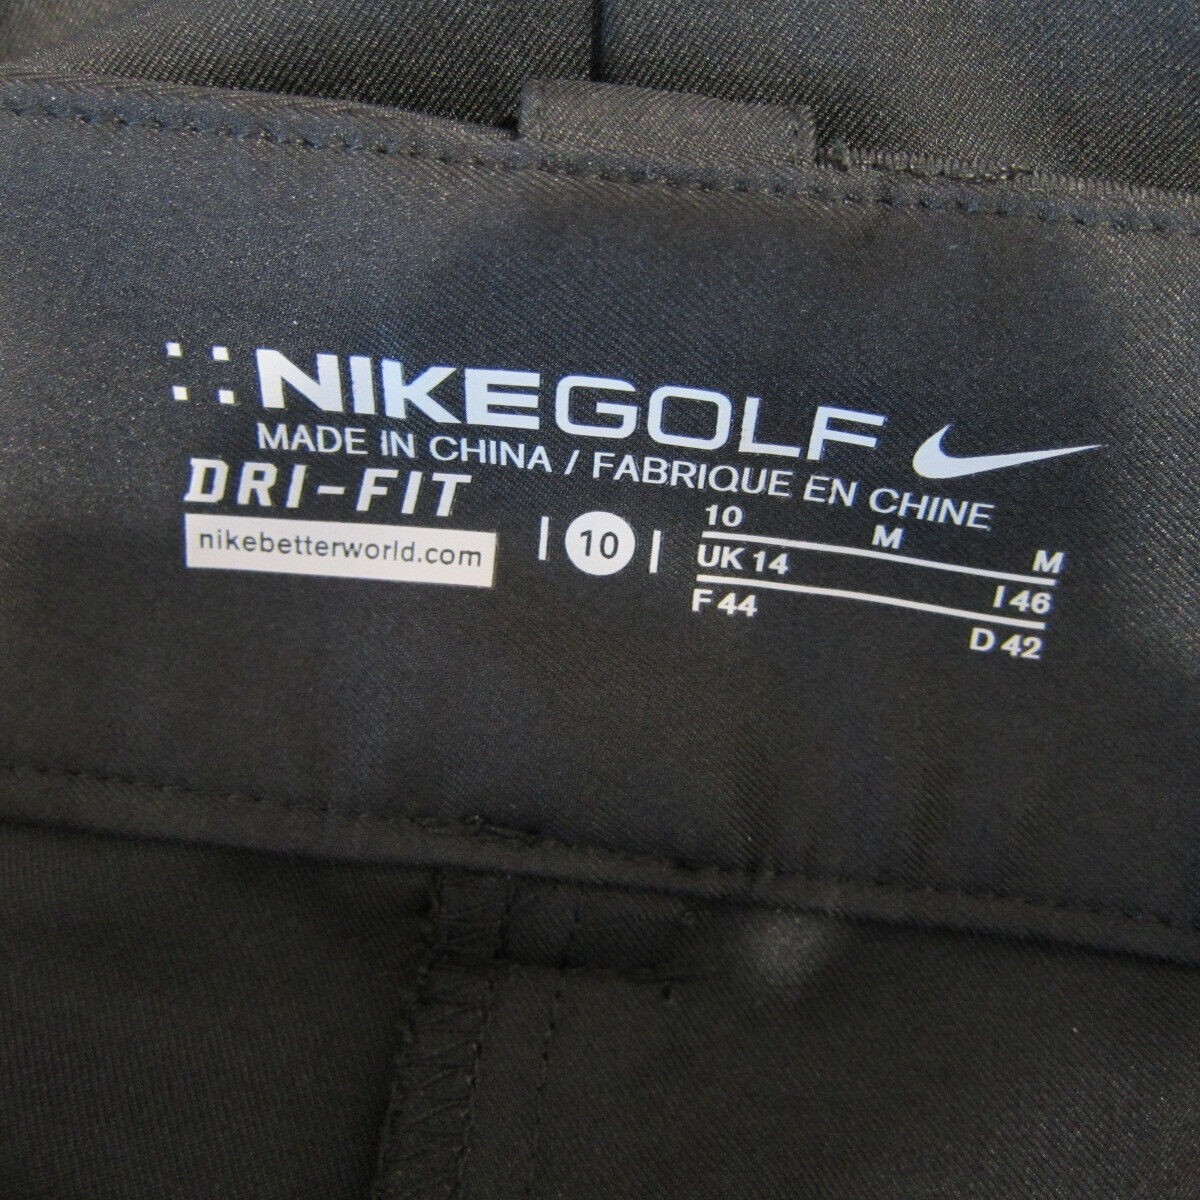 NIKEGOLF
MADE IN CHINA / FABRIQUE EN CHINE
DRI-FIT
nikebetterworld.com
| 10 |
10 M M
UK 14 I 46
F 44 D 42